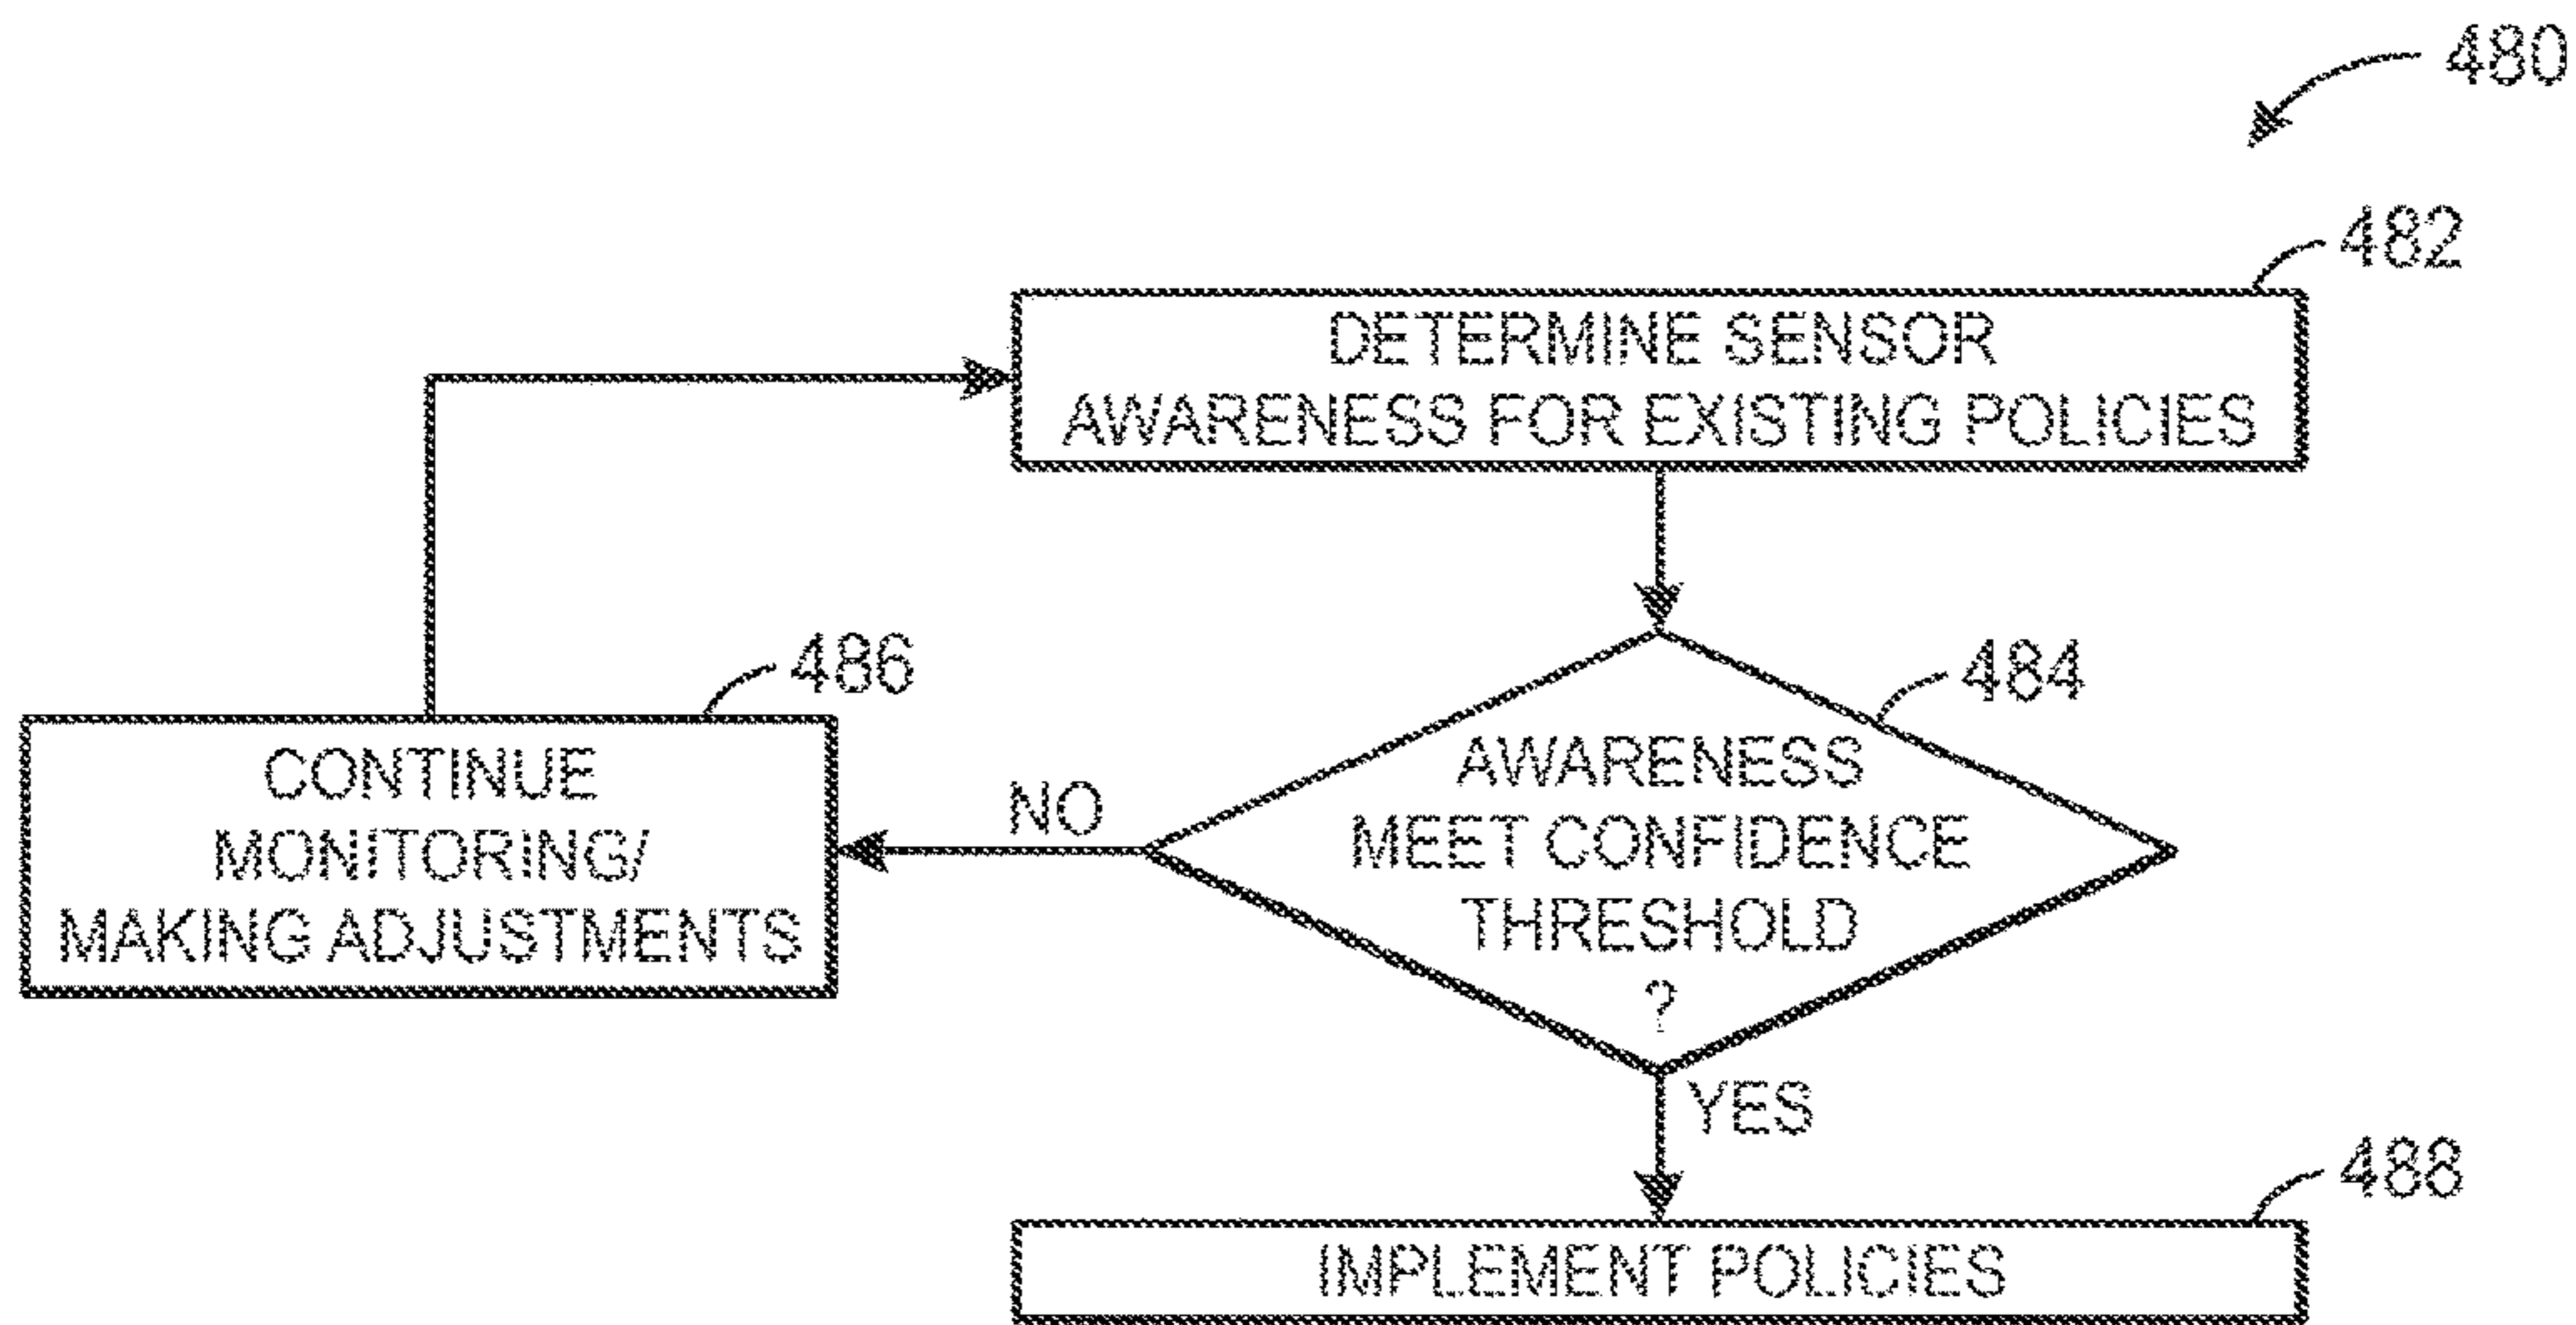 480
482
DETERMINE SENSOR
AWARENESS FOR EXISTING POLICIES
486
484
CONTINUE
MONITORING/
MAKING ADJUSTMENTS
NO
AWARENESS
MEET CONFIDENCE
THRESHOLD
?
YES
488
IMPLEMENT POLICIES